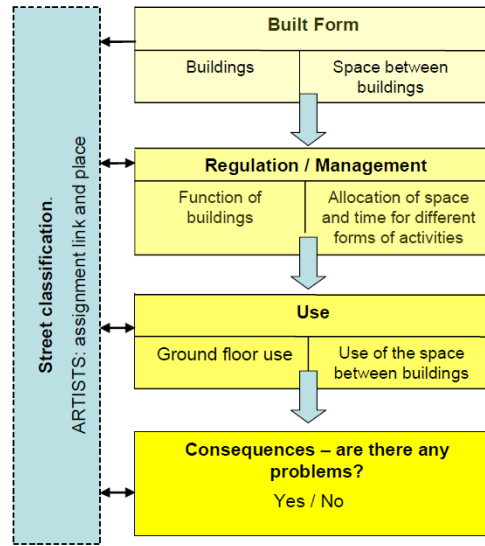 Street classification.
ARTISTS: assignment link and place
Built Form
Buildings
Space between
buildings
Regulation / Management
Function of
buildings
Allocation of space
and time for different
forms of activities
Use
Ground floor use
Use of the space
between buildings
Consequences – are there any
problems?
Yes / No